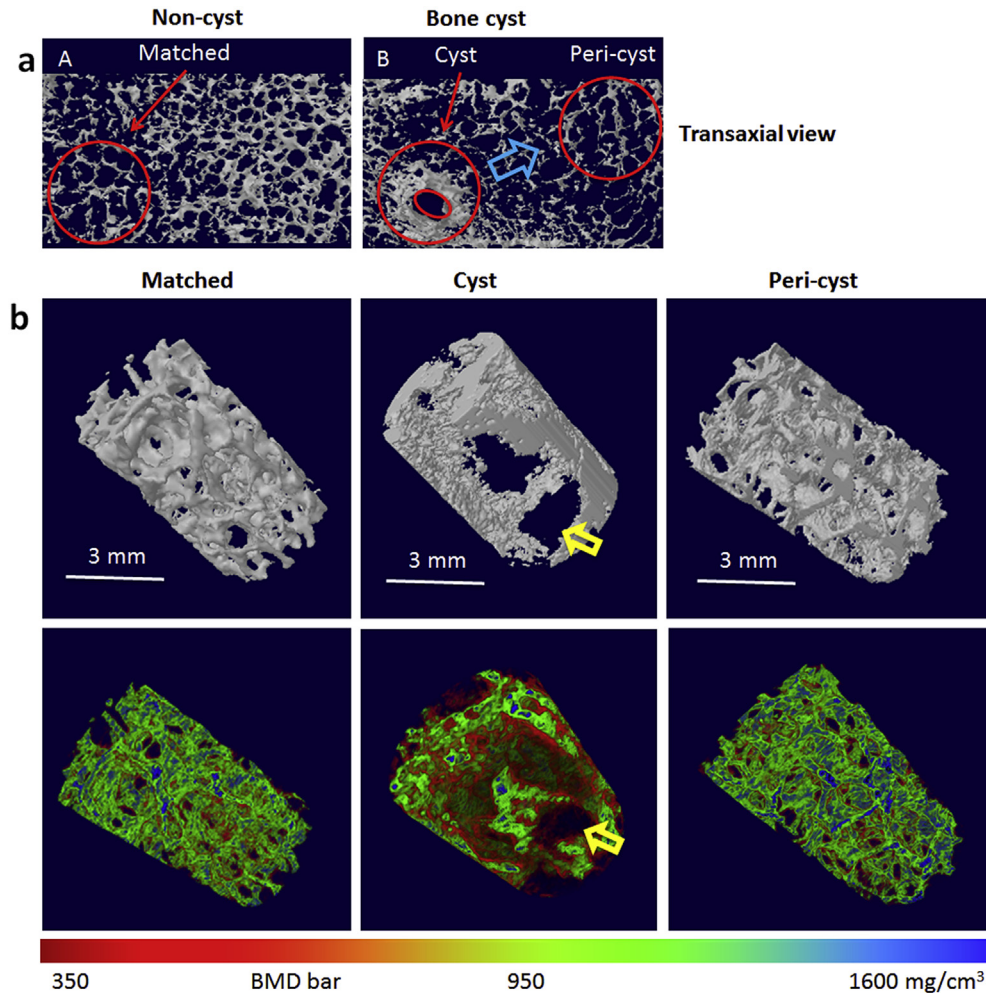 Non-cyst Bone cyst
a A Matched B Cyst Peri-cyst
Transaxial view
Matched Cyst Peri-cyst
b
3 mm 3 mm 3 mm
350 BMD bar 950 1600 mg/cm³